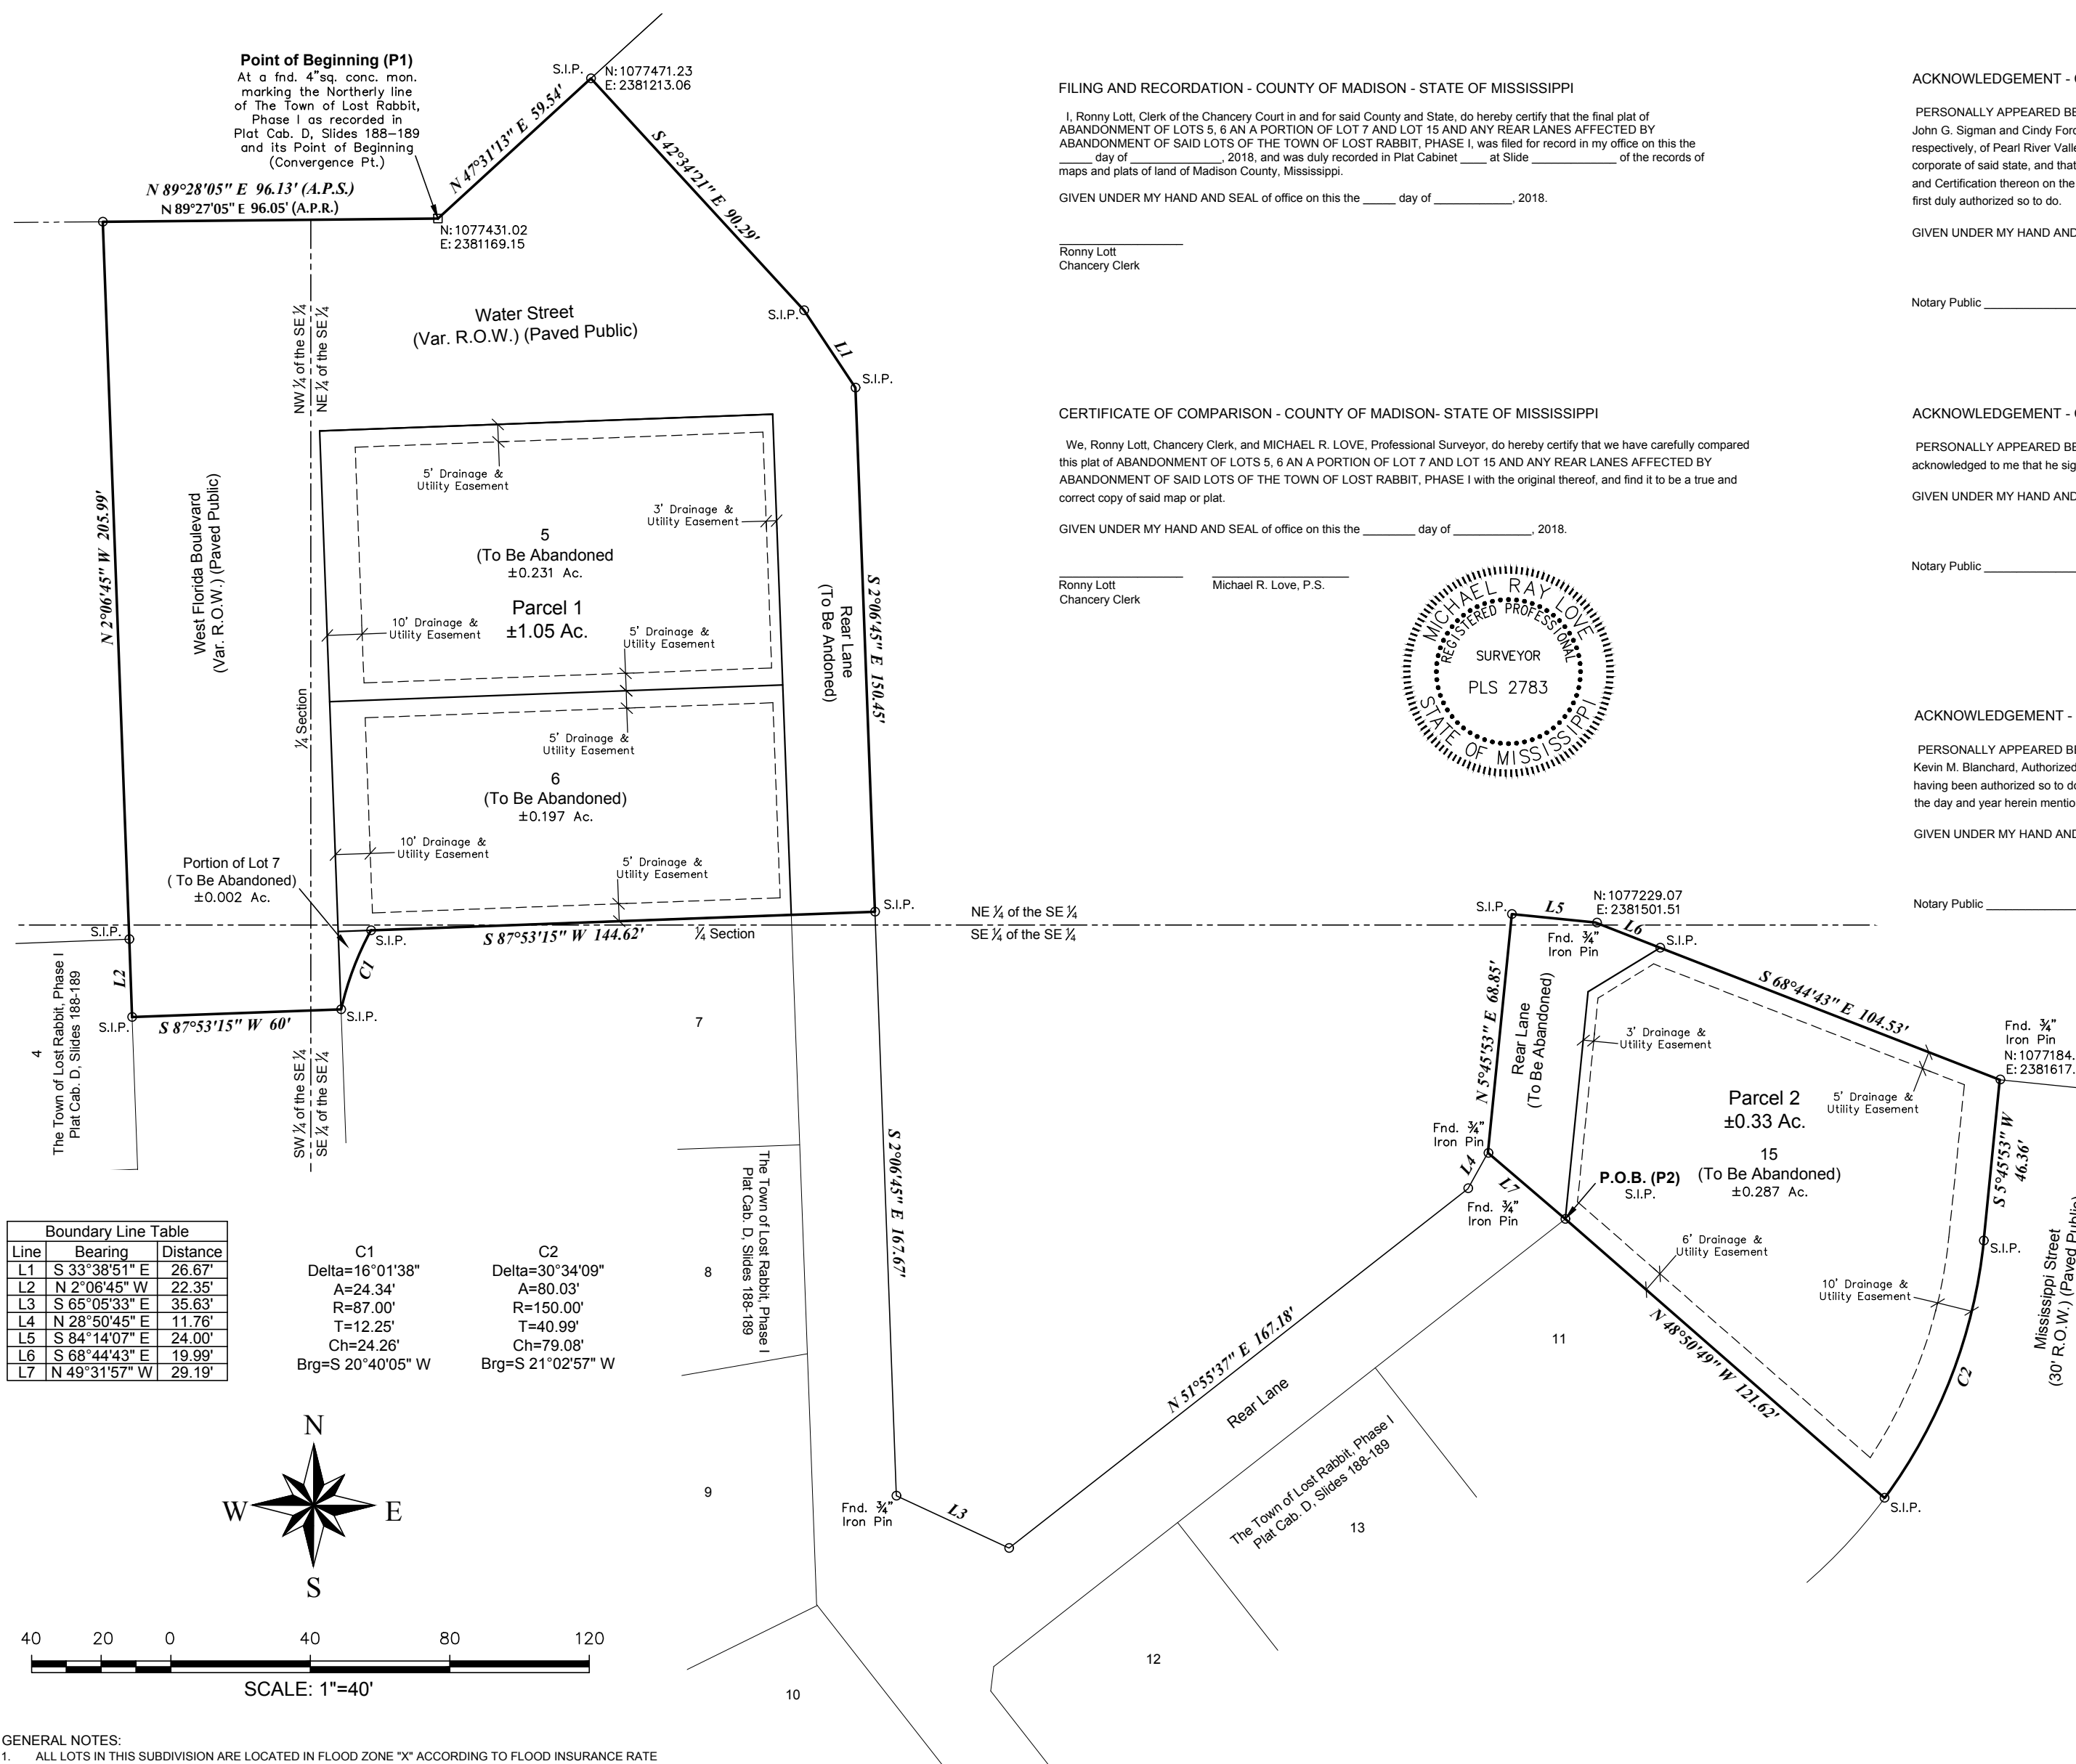 Point of Beginning (P1)
At a fnd. 4"sq. conc. mon.
marking the Northerly line
of The Town of Lost Rabbit,
Phase I as recorded in
Plat Cab. D, Slides 188-189
and its Point of Beginning
(Convergence Pt.)
N 89°28'05" E 96.13' (A.P.S.)
N 89°27'05" E 96.05' (A.P.R.)
N 47°31'13" E 59.54'
S.I.P.
N: 1077471.23
E: 2381213.06
N: 1077431.02
E: 2381169.15
S 42°34'21" E 90.29'
S.I.P.
L1
S.I.P.
Water Street
(Var. R.O.W.) (Paved Public)
NW ¼ of the SE ¼
NE ¼ of the SE ¼
N 2°06'45" W 205.99'
West Florida Boulevard
(Var. R.O.W.) (Paved Public)
¼ Section
5' Drainage &
Utility Easement
3' Drainage &
Utility Easement
5
(To Be Abandoned
±0.231 Ac.
Parcel 1
±1.05 Ac.
10' Drainage &
Utility Easement
5' Drainage &
Utility Easement
Rear Lane
(To Be Andoned)
S 2°06'45" E 150.45'
5' Drainage &
Utility Easement
6
(To Be Abandoned)
±0.197 Ac.
10' Drainage &
Utility Easement
5' Drainage &
Utility Easement
Portion of Lot 7
( To Be Abandoned)
±0.002 Ac.
S.I.P.
S.I.P.
S 87°53'15" W 144.62'
¼ Section
S.I.P.
NE ¼ of the SE ¼
SE ¼ of the SE ¼
L2
C1
S.I.P.
S 87°53'15" W 60'
S.I.P.
4
The Town of Lost Rabbit, Phase I
Plat Cab. D, Slides 188-189
SW ¼ of the SE ¼
SE ¼ of the SE ¼
7
8
The Town of Lost Rabbit, Phase I
Plat Cab. D, Slides 188-189
9
10
S 2°06'45" E 167.67'
Fnd. ¾"
Iron Pin
L3
N 51°55'37" E 167.18'
Rear Lane
The Town of Lost Rabbit, Phase I
Plat Cab. D, Slides 188-189
11
13
12
S.I.P.
L5
N: 1077229.07
E: 2381501.51
Fnd. ¾"
Iron Pin
L6
S.I.P.
N 5°45'53" E 68.85'
Rear Lane
(To Be Abandoned)
S 68°44'43" E 104.53'
Fnd. ¾"
Iron Pin
N: 1077184.
E: 2381617.
3' Drainage &
Utility Easement
Parcel 2
±0.33 Ac.
5' Drainage &
Utility Easement
15
(To Be Abandoned)
±0.287 Ac.
P.O.B. (P2)
S.I.P.
Fnd. ¾"
Iron Pin
L4
L7
Fnd. ¾"
Iron Pin
S 5°45'53" W
46.36'
S.I.P.
6' Drainage &
Utility Easement
10' Drainage &
Utility Easement
N 48°50'49" W 121.62'
C2
S.I.P.
Mississippi Street
(30' R.O.W.) (Paved Public)
Boundary Line Table
Line Bearing Distance
L1 S 33°38'51" E 26.67'
L2 N 2°06'45" W 22.35'
L3 S 65°05'33" E 35.63'
L4 N 28°50'45" E 11.76'
L5 S 84°14'07" E 24.00'
L6 S 68°44'43" E 19.99'
L7 N 49°31'57" W 29.19'
C1
Delta=16°01'38"
A=24.34'
R=87.00'
T=12.25'
Ch=24.26'
Brg=S 20°40'05" W
C2
Delta=30°34'09"
A=80.03'
R=150.00'
T=40.99'
Ch=79.08'
Brg=S 21°02'57" W
N
W E
S
40 20 0 40 80 120
SCALE: 1"=40'
GENERAL NOTES:
1. ALL LOTS IN THIS SUBDIVISION ARE LOCATED IN FLOOD ZONE "X" ACCORDING TO FLOOD INSURANCE RATE
FILING AND RECORDATION - COUNTY OF MADISON - STATE OF MISSISSIPPI
I, Ronny Lott, Clerk of the Chancery Court in and for said County and State, do hereby certify that the final plat of
ABANDONMENT OF LOTS 5, 6 AN A PORTION OF LOT 7 AND LOT 15 AND ANY REAR LANES AFFECTED BY
ABANDONMENT OF SAID LOTS OF THE TOWN OF LOST RABBIT, PHASE I, was filed for record in my office on this the
_____ day of ______________, 2018, and was duly recorded in Plat Cabinet ____ at Slide _____________ of the records of
maps and plats of land of Madison County, Mississippi.
GIVEN UNDER MY HAND AND SEAL of office on this the _____ day of ____________, 2018.
Ronny Lott
Chancery Clerk
CERTIFICATE OF COMPARISON - COUNTY OF MADISON- STATE OF MISSISSIPPI
We, Ronny Lott, Chancery Clerk, and MICHAEL R. LOVE, Professional Surveyor, do hereby certify that we have carefully compared
this plat of ABANDONMENT OF LOTS 5, 6 AN A PORTION OF LOT 7 AND LOT 15 AND ANY REAR LANES AFFECTED BY
ABANDONMENT OF SAID LOTS OF THE TOWN OF LOST RABBIT, PHASE I with the original thereof, and find it to be a true and
correct copy of said map or plat.
GIVEN UNDER MY HAND AND SEAL of office on this the ________ day of ____________, 2018.
Ronny Lott
Chancery Clerk
Michael R. Love, P.S.
MICHAEL RAY LOVE
REGISTERED PROFESSIONAL
SURVEYOR
PLS 2783
STATE OF MISSISSIPPI
ACKNOWLEDGEMENT -
PERSONALLY APPEARED
John G. Sigman and Cindy
respectively, of Pearl River
corporate of said state, and that
and Certification thereon on the
first duly authorized so to do.
GIVEN UNDER MY HAND AND
Notary Public
ACKNOWLEDGEMENT -
PERSONALLY APPEARED
acknowledged to me that he
GIVEN UNDER MY HAND AND
Notary Public
ACKNOWLEDGEMENT -
PERSONALLY APPEARED
Kevin M. Blanchard, Authorized
having been authorized so to
the day and year herein
GIVEN UNDER MY HAND AND
Notary Public